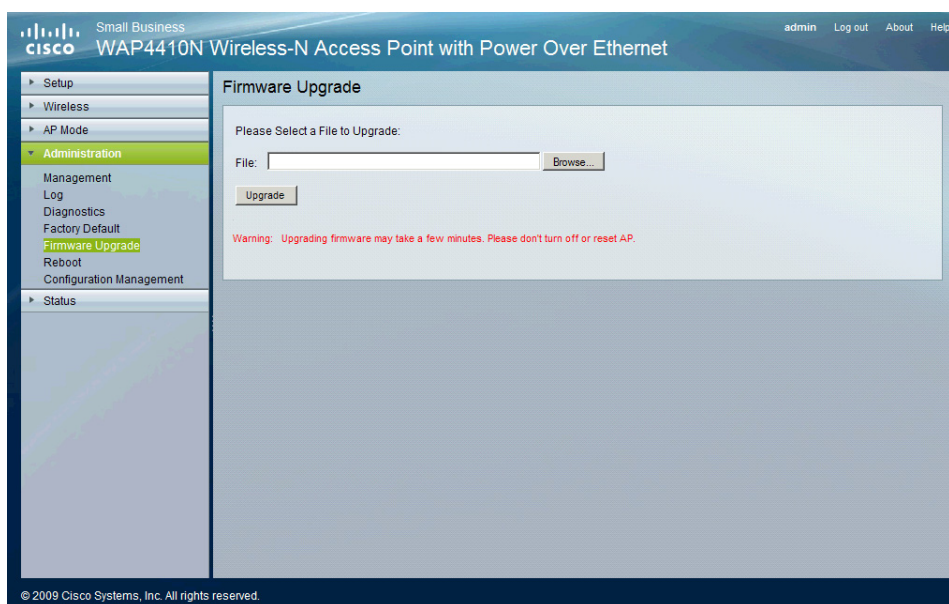 Small Business
CISCO WAP4410N Wireless-N Access Point with Power Over Ethernet
admin Log out About Help
Setup
Wireless
AP Mode
Administration
Management
Log
Diagnostics
Factory Default
Firmware Upgrade
Reboot
Configuration Management
Status
Firmware Upgrade
Please Select a File to Upgrade:
File: Browse...
Upgrade
Warning: Upgrading firmware may take a few minutes. Please don't turn off or reset AP.
© 2009 Cisco Systems, Inc. All rights reserved.